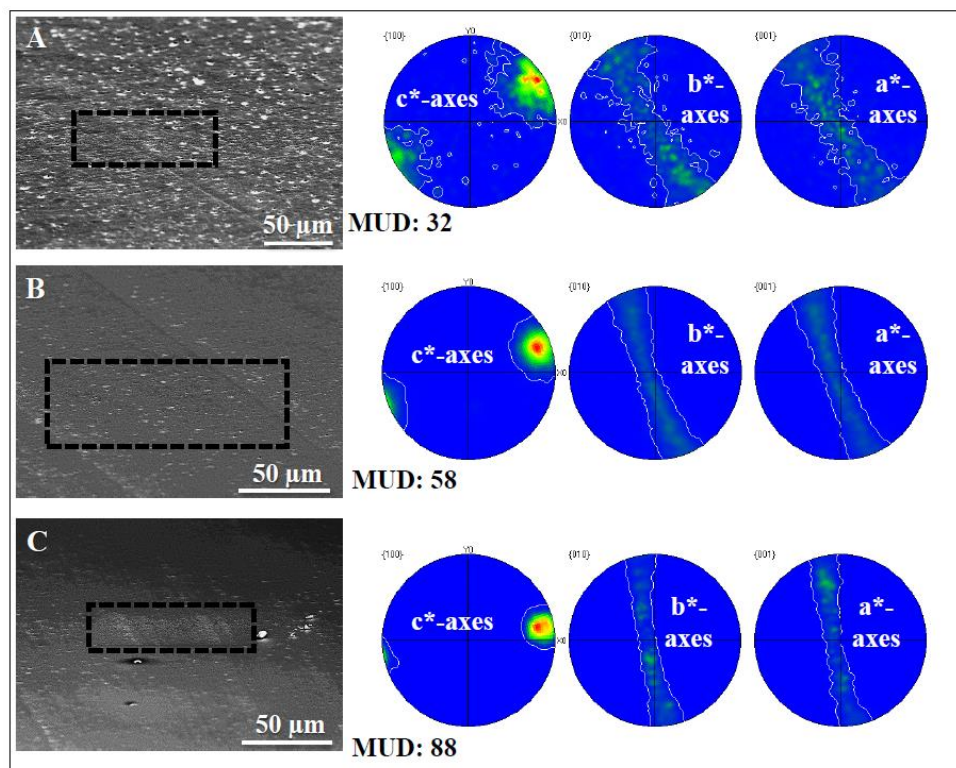 A
50 µm
{100}
Y0
c*-axes
X0
{010}
b*-
axes
{001}
a*-
axes
MUD: 32
B
50 µm
{100}
Y0
c*-axes
X0
{010}
b*-
axes
{001}
a*-
axes
MUD: 58
C
50 µm
{100}
Y0
c*-axes
X0
{010}
b*-
axes
{001}
a*-
axes
MUD: 88